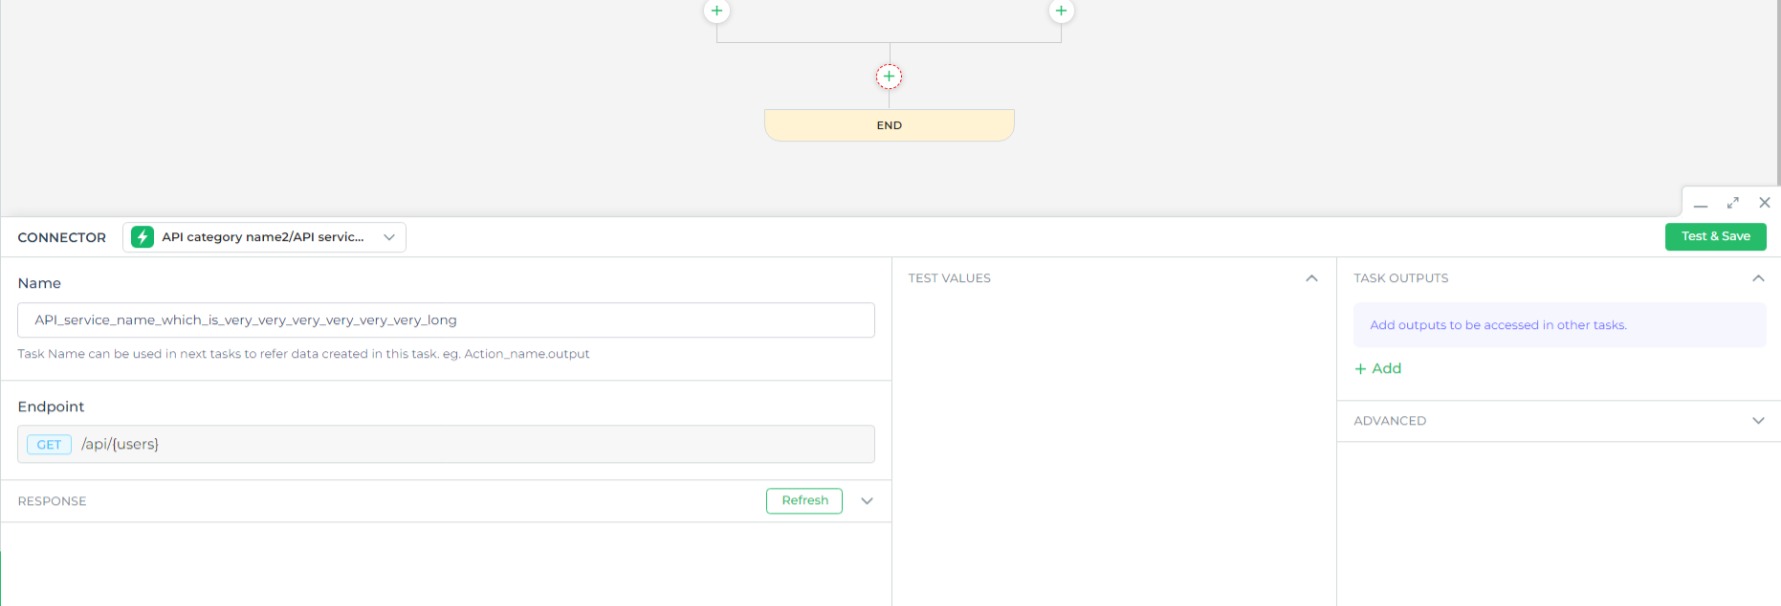 END
CONNECTOR
API category name2/API servic...
Test & Save
Name
API_service_name_which_is_very_very_very_very_very_very_long
Task Name can be used in next tasks to refer data created in this task. eg. Action_name.output
Endpoint
GET /api/{users}
RESPONSE
Refresh
TEST VALUES
TASK OUTPUTS
Add outputs to be accessed in other tasks.
+ Add
ADVANCED